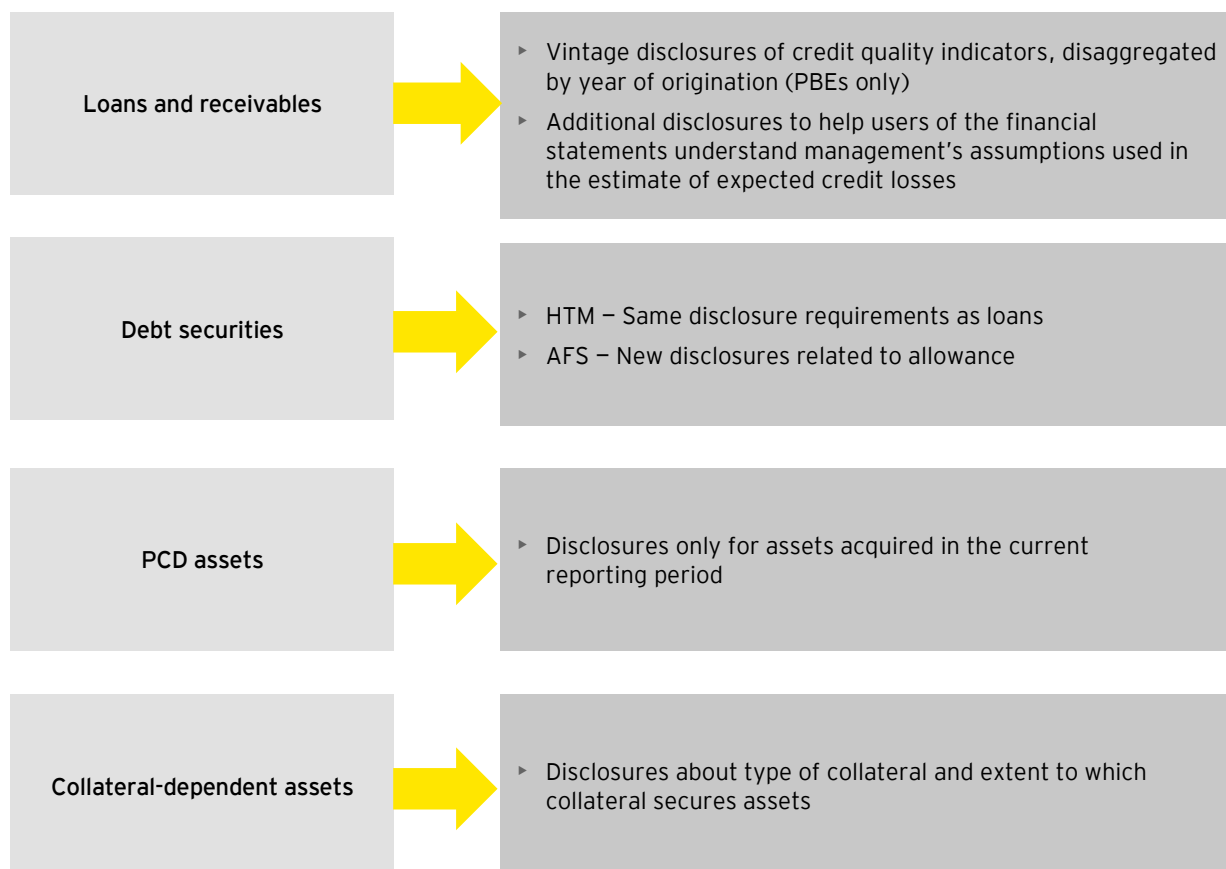 Loans and receivables
▸ Vintage disclosures of credit quality indicators, disaggregated
by year of origination (PBEs only)
▸ Additional disclosures to help users of the financial
statements understand management’s assumptions used in
the estimate of expected credit losses
Debt securities
▸ HTM – Same disclosure requirements as loans
▸ AFS – New disclosures related to allowance
PCD assets
▸ Disclosures only for assets acquired in the current
reporting period
Collateral-dependent assets
▸ Disclosures about type of collateral and extent to which
collateral secures assets